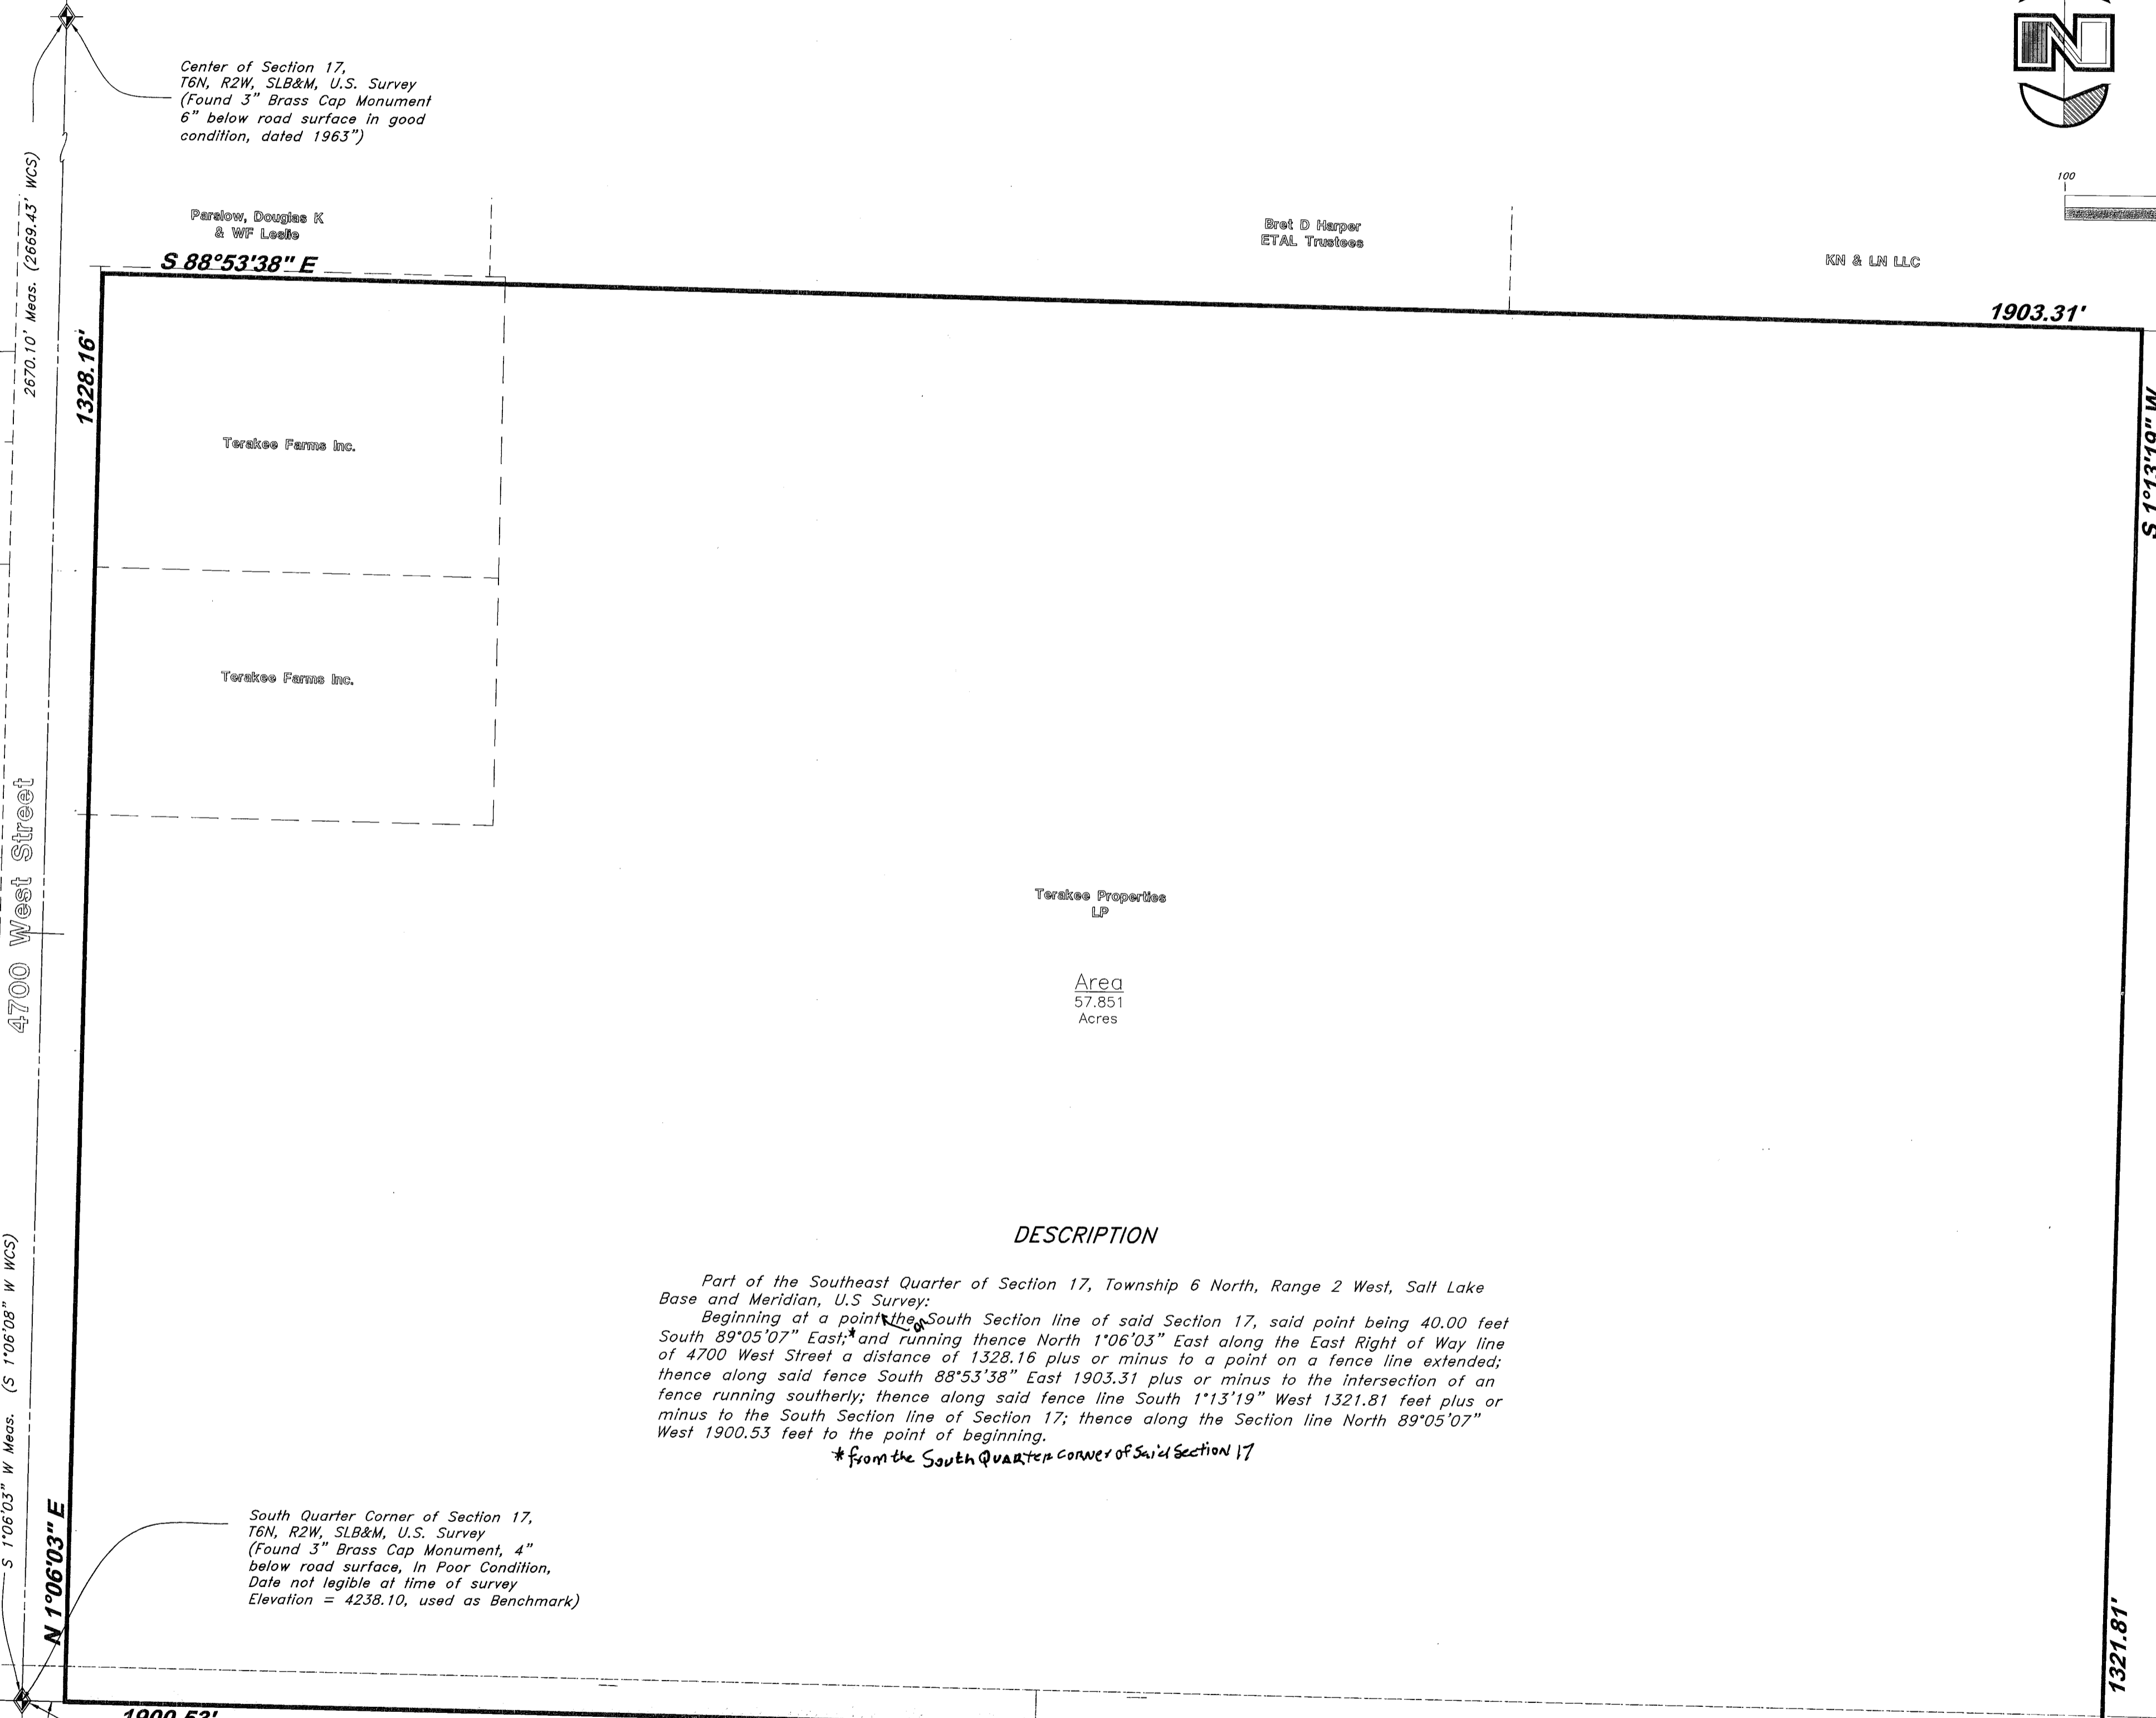 N
Center of Section 17,
T6N, R2W, SLB&M, U.S. Survey
(Found 3" Brass Cap Monument
6" below road surface in good
condition, dated 1963")
100
2670.10' Meas. (2669.43' WCS)
Parslow, Douglas K
& WF Leslie
Bret D Harper
ETAL Trustees
KN & LN LLC
S 88°53'38" E
1903.31'
1328.16'
S 1°13'19" W
Terakee Farms Inc.
Terakee Farms Inc.
4700 West Street
Terakee Properties
LP
Area
57.851
Acres
DESCRIPTION
Part of the Southeast Quarter of Section 17, Township 6 North, Range 2 West, Salt Lake
Base and Meridian, U.S Survey:
Beginning at a point the South Section line of said Section 17, said point being 40.00 feet
on
South 89°05'07" East;* and running thence North 1°06'03" East along the East Right of Way line
of 4700 West Street a distance of 1328.16 plus or minus to a point on a fence line extended;
thence along said fence South 88°53'38" East 1903.31 plus or minus to the intersection of an
fence running southerly; thence along said fence line South 1°13'19" West 1321.81 feet plus or
minus to the South Section line of Section 17; thence along the Section line North 89°05'07"
West 1900.53 feet to the point of beginning.
* from the South QUARTER CORNER of Said Section 17
S 1°06'03" W Meas. (S 1°06'08" W WCS)
N 1°06'03" E
South Quarter Corner of Section 17,
T6N, R2W, SLB&M, U.S. Survey
(Found 3" Brass Cap Monument, 4"
below road surface, In Poor Condition,
Date not legible at time of survey
Elevation = 4238.10, used as Benchmark)
1321.81'
1900.53'